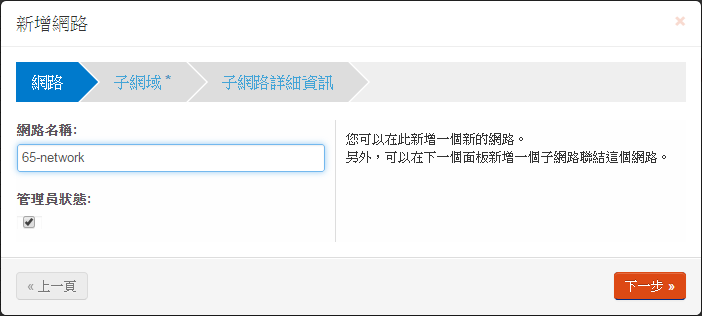 新增網路
×
網路
子網域 *
子網路詳細資訊
網路名稱:
65-network
管理員狀態:
您可以在此新增一個新的網路。
另外，可以在下一個面板新增一個子網路聯結這個網路。
« 上一頁
下一步 »